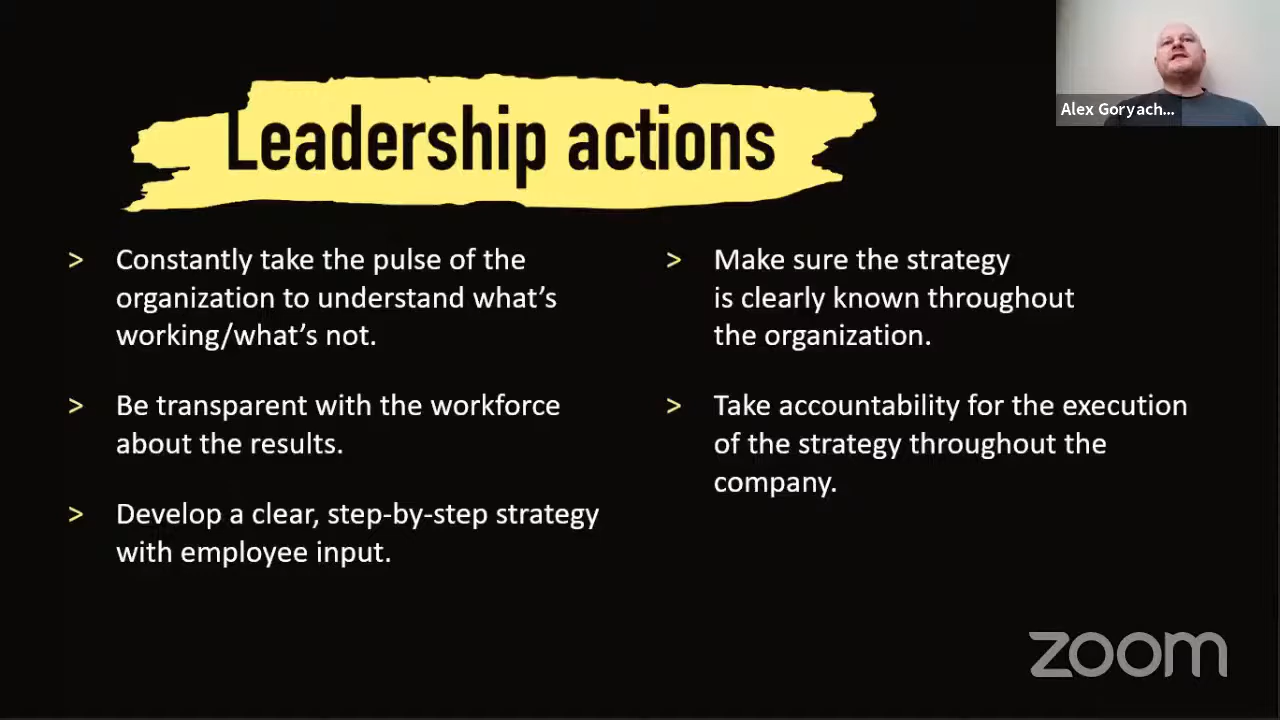 Leadership actions
> Constantly take the pulse of the
organization to understand what's
working/what's not.
> Be transparent with the workforce
about the results.
> Develop a clear, step-by-step strategy
with employee input.
> Make sure the strategy
is clearly known throughout
the organization.
> Take accountability for the execution
of the strategy throughout the
company.
Alex Goryach...
zoom